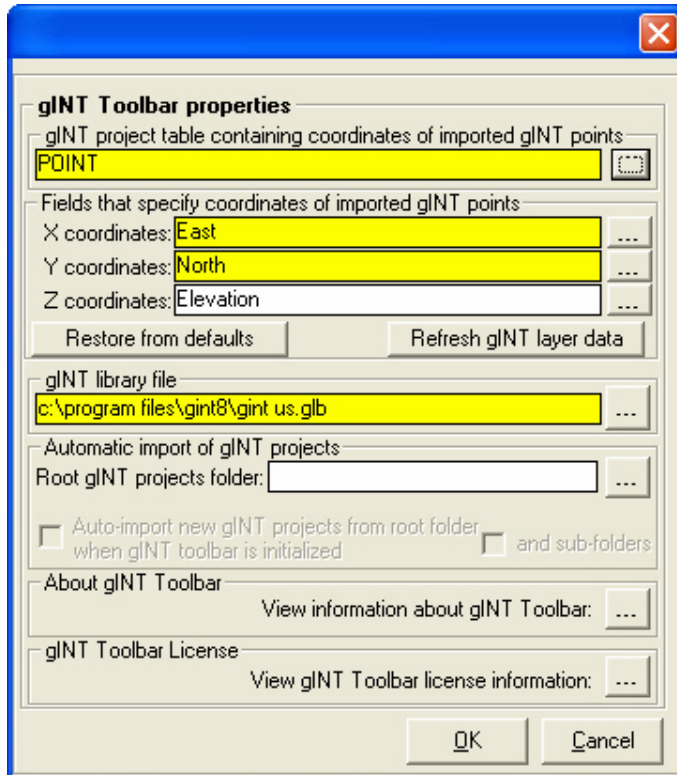 gINT Toolbar properties
gINT project table containing coordinates of imported gINT points
POINT
Fields that specify coordinates of imported gINT points
X coordinates: East ...
Y coordinates: North ...
Z coordinates: Elevation ...
Restore from defaults Refresh gINT layer data
gINT library file
c:\program files\gint8\gint us.glb ...
Automatic import of gINT projects
Root gINT projects folder: ...
Auto-import new gINT projects from root folder
when gINT toolbar is initialized and sub-folders
About gINT Toolbar
View information about gINT Toolbar: ...
gINT Toolbar License
View gINT Toolbar license information: ...
OK Cancel